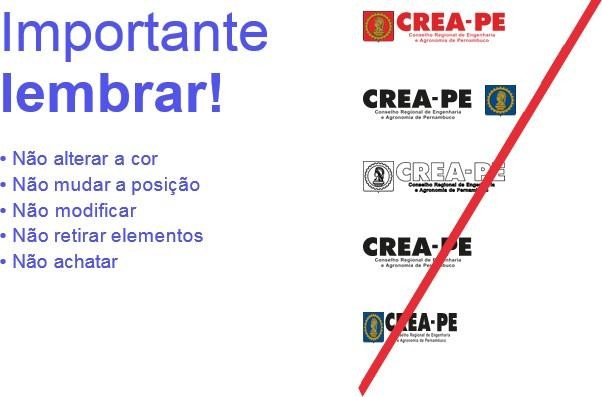 Importante
lembrar!
• Não alterar a cor
• Não mudar a posição
• Não modificar
• Não retirar elementos
• Não achatar
CREA-PE
Conselho Regional de Engenharia
e Agronomia de Pernambuco
CREA-PE
Conselho Regional de Engenharia
e Agronomia de Pernambuco
CREA-PE
Conselho Regional de Engenharia
e Agronomia de Pernambuco
CREA-PE
Conselho Regional de Engenharia
e Agronomia de Pernambuco
CREA-PE
Conselho Regional de Engenharia
e Agronomia de Pernambuco